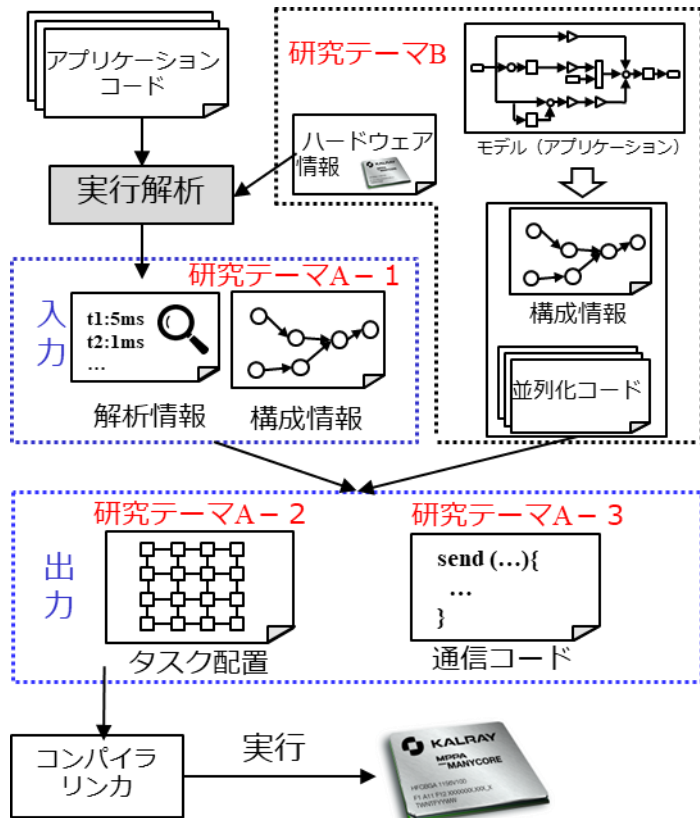 アプリケーション
コード
研究テーマB
モデル（アプリケーション）
ハードウェア
情報
実行解析
研究テーマA－1
入
力
t1:5ms
t2:1ms
…
解析情報
構成情報
構成情報
並列化コード
研究テーマA－2
研究テーマA－3
出
力
send (…){
…
}
タスク配置
通信コード
コンパイラ
リンカ
実行
KALRAY
MPPA
MANYCORE